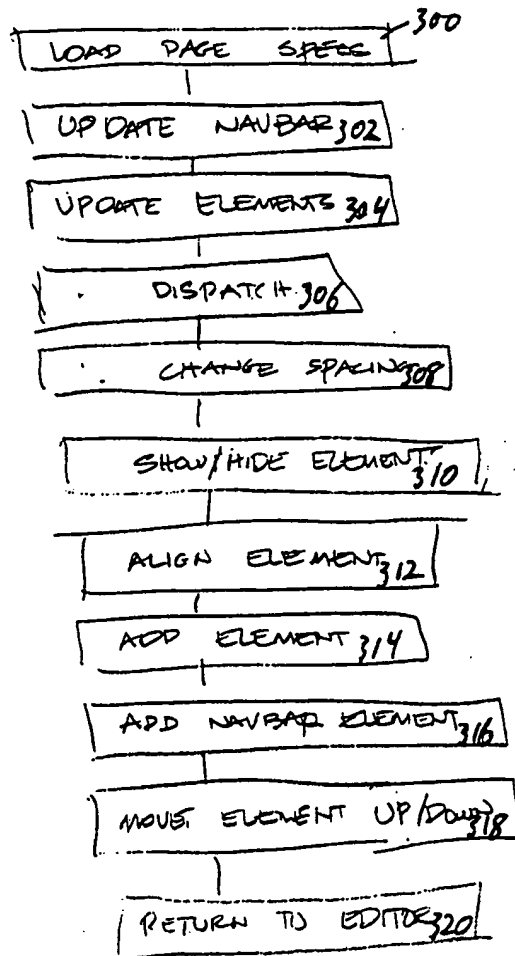 300
LOAD PAGE SPECS
UPDATE NAVBAR 302
UPDATE ELEMENTS 304
DISPATCH 306
CHANGE SPACING 308
SHOW/HIDE ELEMENT 310
ALIGN ELEMENT 312
ADD ELEMENT 314
ADD NAVBAR ELEMENT 316
MOVE ELEMENT UP/DOWN 318
RETURN TO EDITOR 320